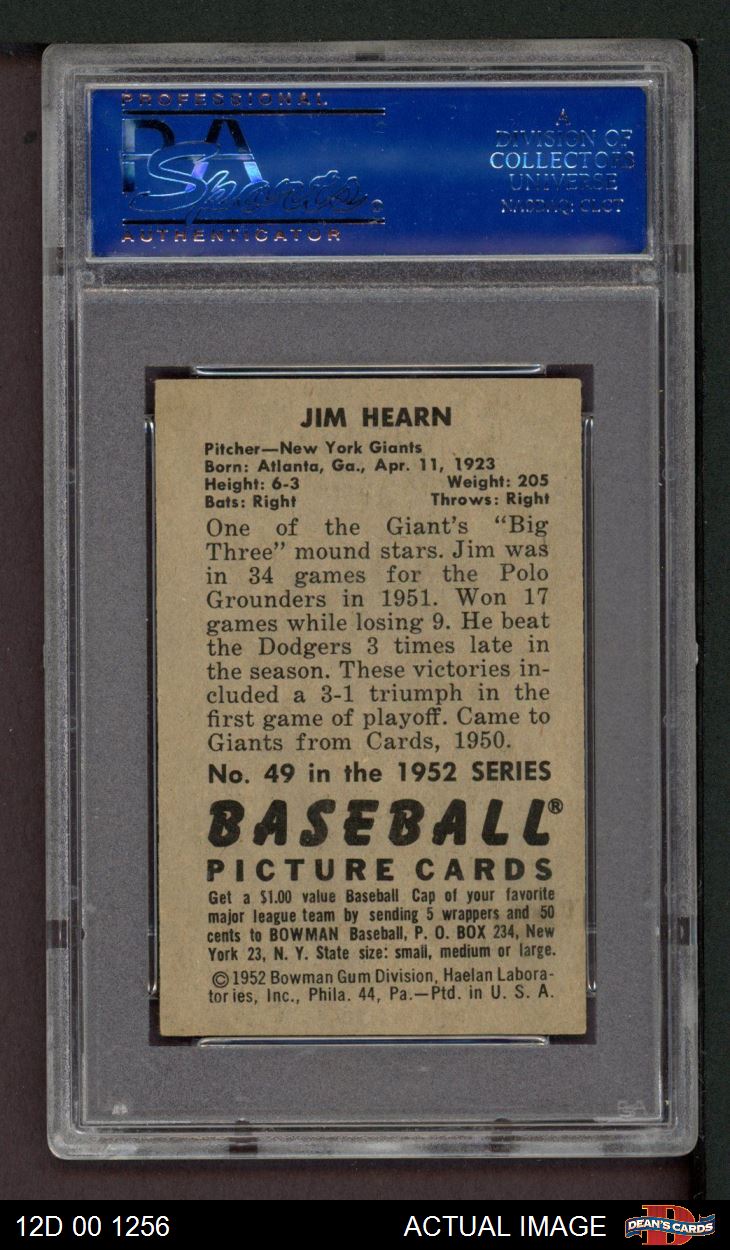 PROFESSIONAL
PSA
Sports
AUTHENTICATOR
A
DIVISION OF
COLLECTORS
UNIVERSE
NASDAQ: CLCT
JIM HEARN
Pitcher—New York Giants
Born: Atlanta, Ga., Apr. 11, 1923
Height: 6-3 Weight: 205
Bats: Right Throws: Right
One of the Giant's "Big
Three" mound stars. Jim was
in 34 games for the Polo
Grounders in 1951. Won 17
games while losing 9. He beat
the Dodgers 3 times late in
the season. These victories in-
cluded a 3-1 triumph in the
first game of playoff. Came to
Giants from Cards, 1950.
No. 49 in the 1952 SERIES
BASEBALL®
PICTURE CARDS
Get a $1.00 value Baseball Cap of your favorite
major league team by sending 5 wrappers and 50
cents to BOWMAN Baseball, P. O. BOX 234, New
York 23, N. Y. State size: small, medium or large.
©1952 Bowman Gum Division, Haelan Labora-
tories, Inc., Phila. 44, Pa.—Ptd. in U. S. A.
PSA
12D 00 1256 ACTUAL IMAGE DEAN'S CARDS